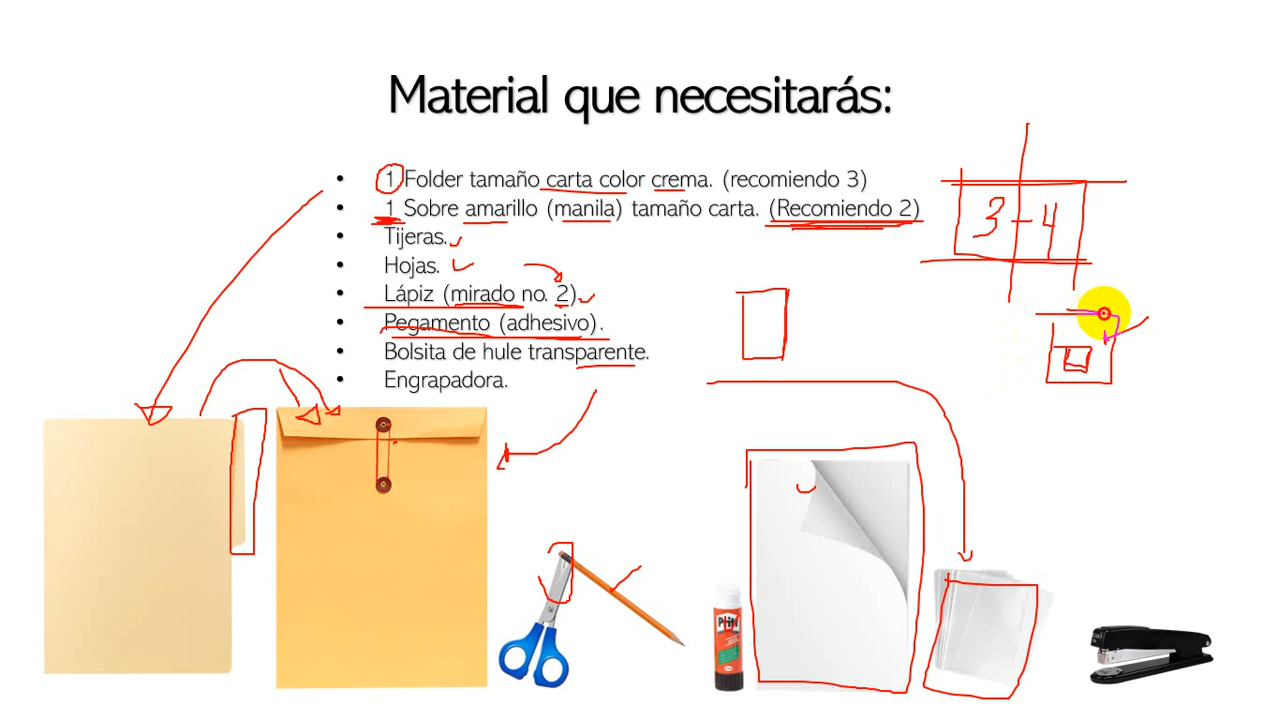 Material que necesitarás:
• 1 Folder tamaño carta color crema. (recomiendo 3)
• 1 Sobre amarillo (manila) tamaño carta. (Recomiendo 2)
• Tijeras.
• Hojas.
• Lápiz (mirado no. 2)
• Pegamento (adhesivo).
• Bolsita de hule transparente.
• Engrapadora.
3 - 4